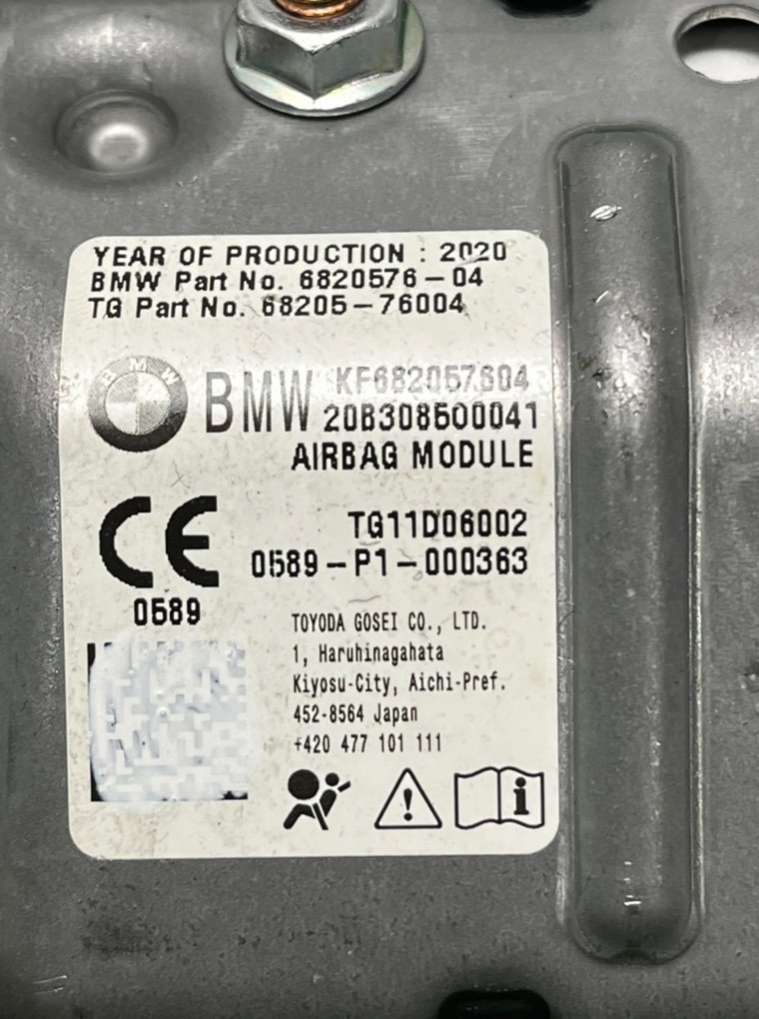 YEAR OF PRODUCTION : 2020
BMW Part No. 6820576-04
TG Part No. 68205-76004
BMW
BMW KF682057604
20B308500041
AIRBAG MODULE
CE
TG11D06002
0589-P1-000363
0589
TOYODA GOSEI CO., LTD.
1, Haruhinagahata
Kiyosu-City, Aichi-Pref.
452-8564 Japan
+420 477 101 111
i